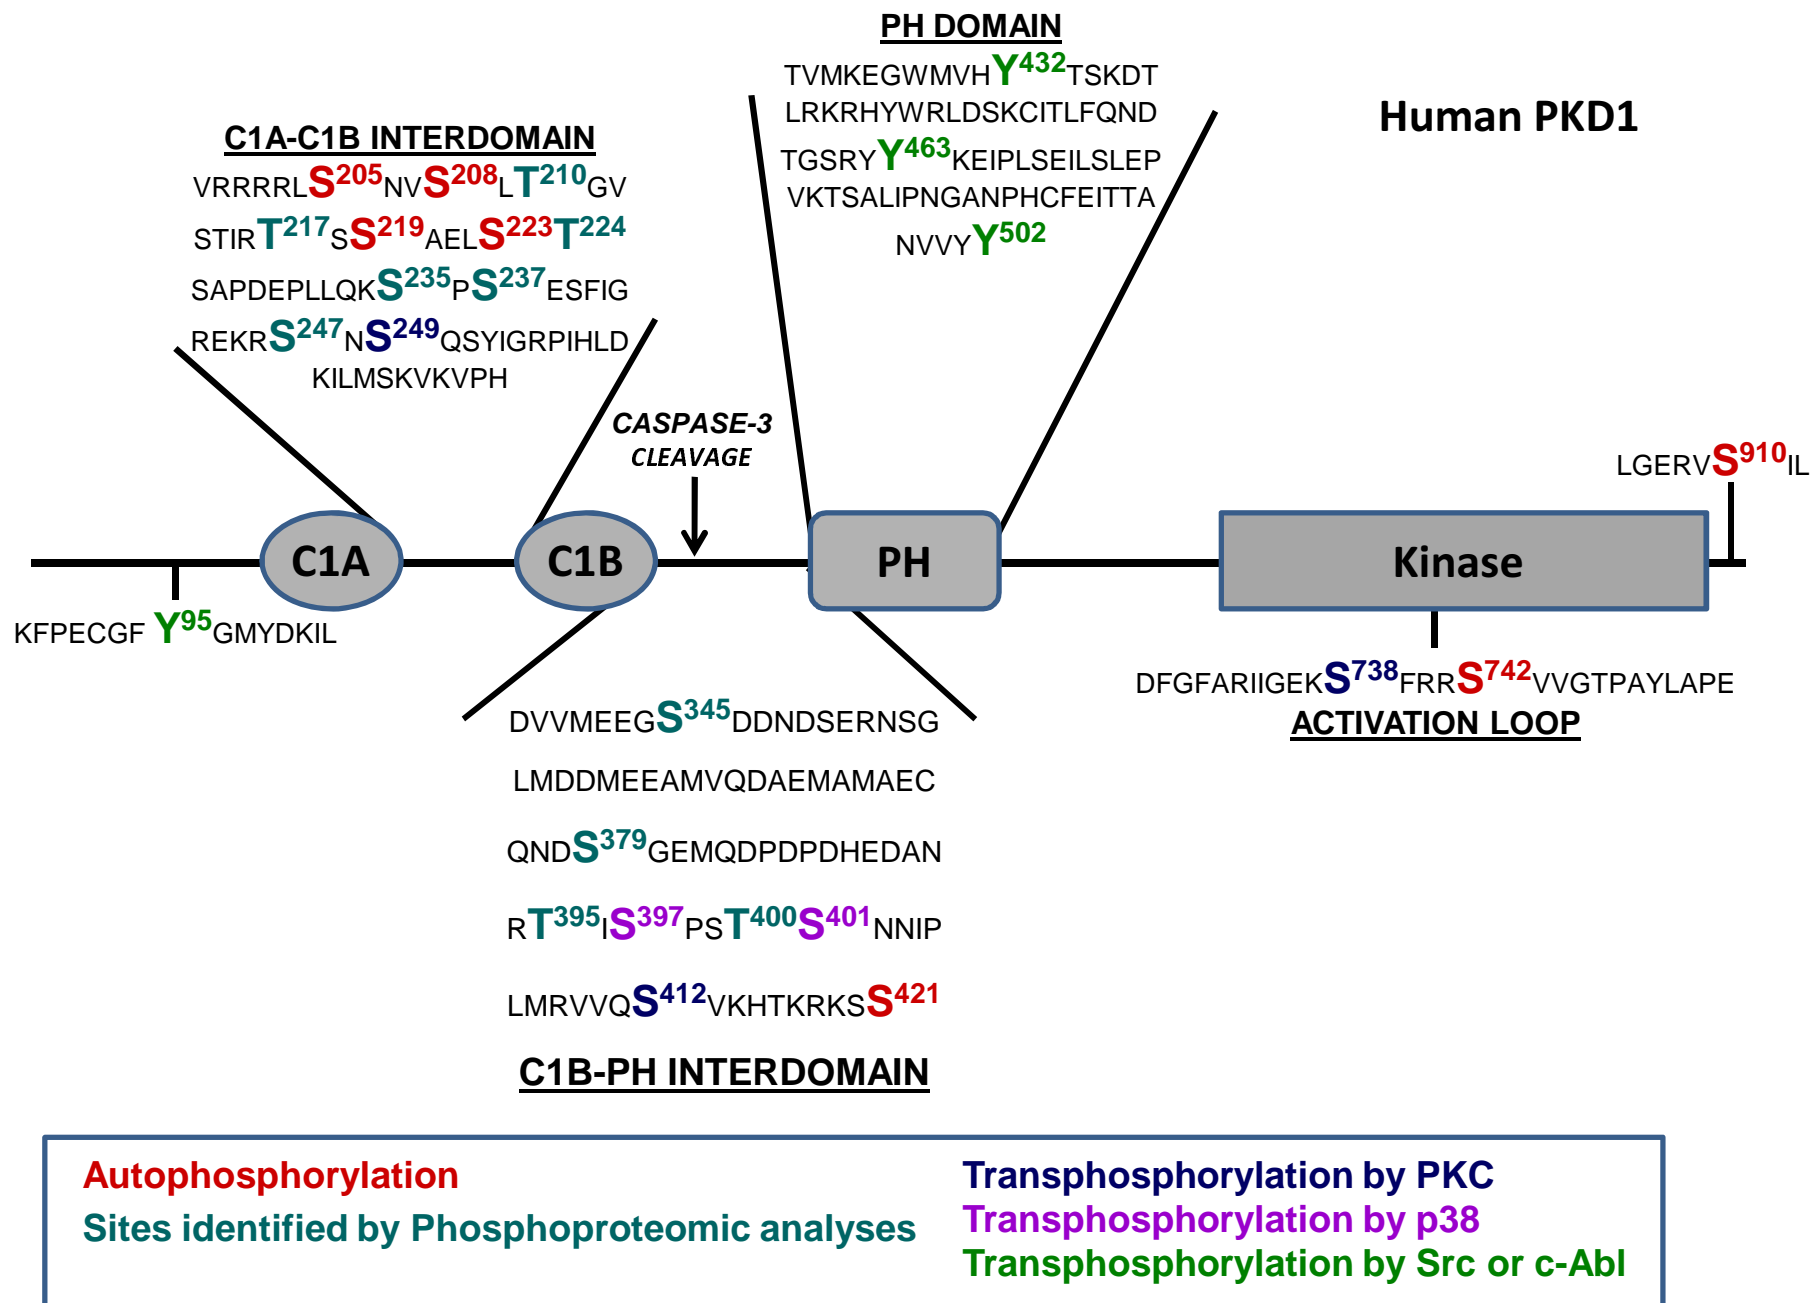 PH DOMAIN
TVMKEGWMVHY432TSKDT
LRKRHYWRLDSKCITLFQND
TGSRYY463KEIPLSEILSLEP
VKTSALIPNGANPHCFEITTA
NVVYY502
Human PKD1
C1A-C1B INTERDOMAIN
VRRRRLS205NVS208LT210GV
STIRT217SS219AELS223T224
SAPDEPLLQKS235PS237ESFIG
REKRS247NS249QSYIGRPIHLD
KILMSKVKVPH
CASPASE-3
CLEAVAGE
LGERVS910IL
C1A
C1B
PH
Kinase
KFPECGF Y95GMYDKIL
DFGFARIIGEKS738FRRS742VVGTPAYLAPE
ACTIVATION LOOP
DVVMEEGS345DDNDSERNSG
LMDDMEEAMVQDAEMAMAEC
QNDS379GEMQDPDPDHEDAN
RT395IS397PST400S401NNIP
LMRVVQS412VKHTKRKSS421
C1B-PH INTERDOMAIN
Autophosphorylation
Sites identified by Phosphoproteomic analyses
Transphosphorylation by PKC
Transphosphorylation by p38
Transphosphorylation by Src or c-Abl